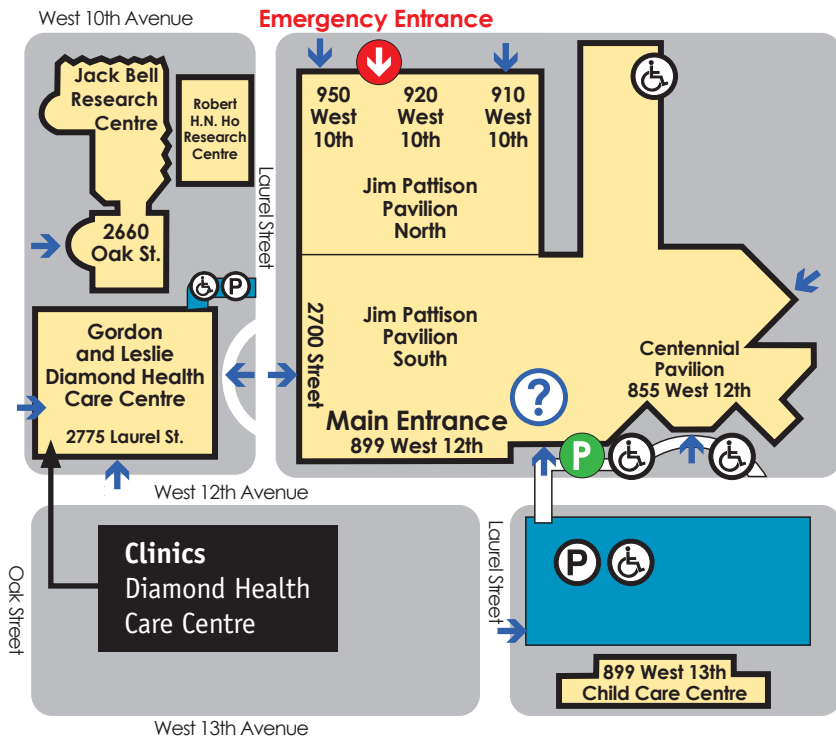 West 10th Avenue
Emergency Entrance
Jack Bell
Research
Centre
Robert
H.N. Ho
Research
Centre
950
West
10th
920
West
10th
910
West
10th
Laurel Street
Jim Pattison
Pavilion
North
2660
Oak St.
P
Gordon
and Leslie
Diamond Health
Care Centre
2775 Laurel St.
2700 Street
Jim Pattison
Pavilion
South
?
Centennial
Pavilion
855 West 12th
Main Entrance
899 West 12th
P
West 12th Avenue
Oak Street
Clinics
Diamond Health
Care Centre
Laurel Street
P
899 West 13th
Child Care Centre
West 13th Avenue